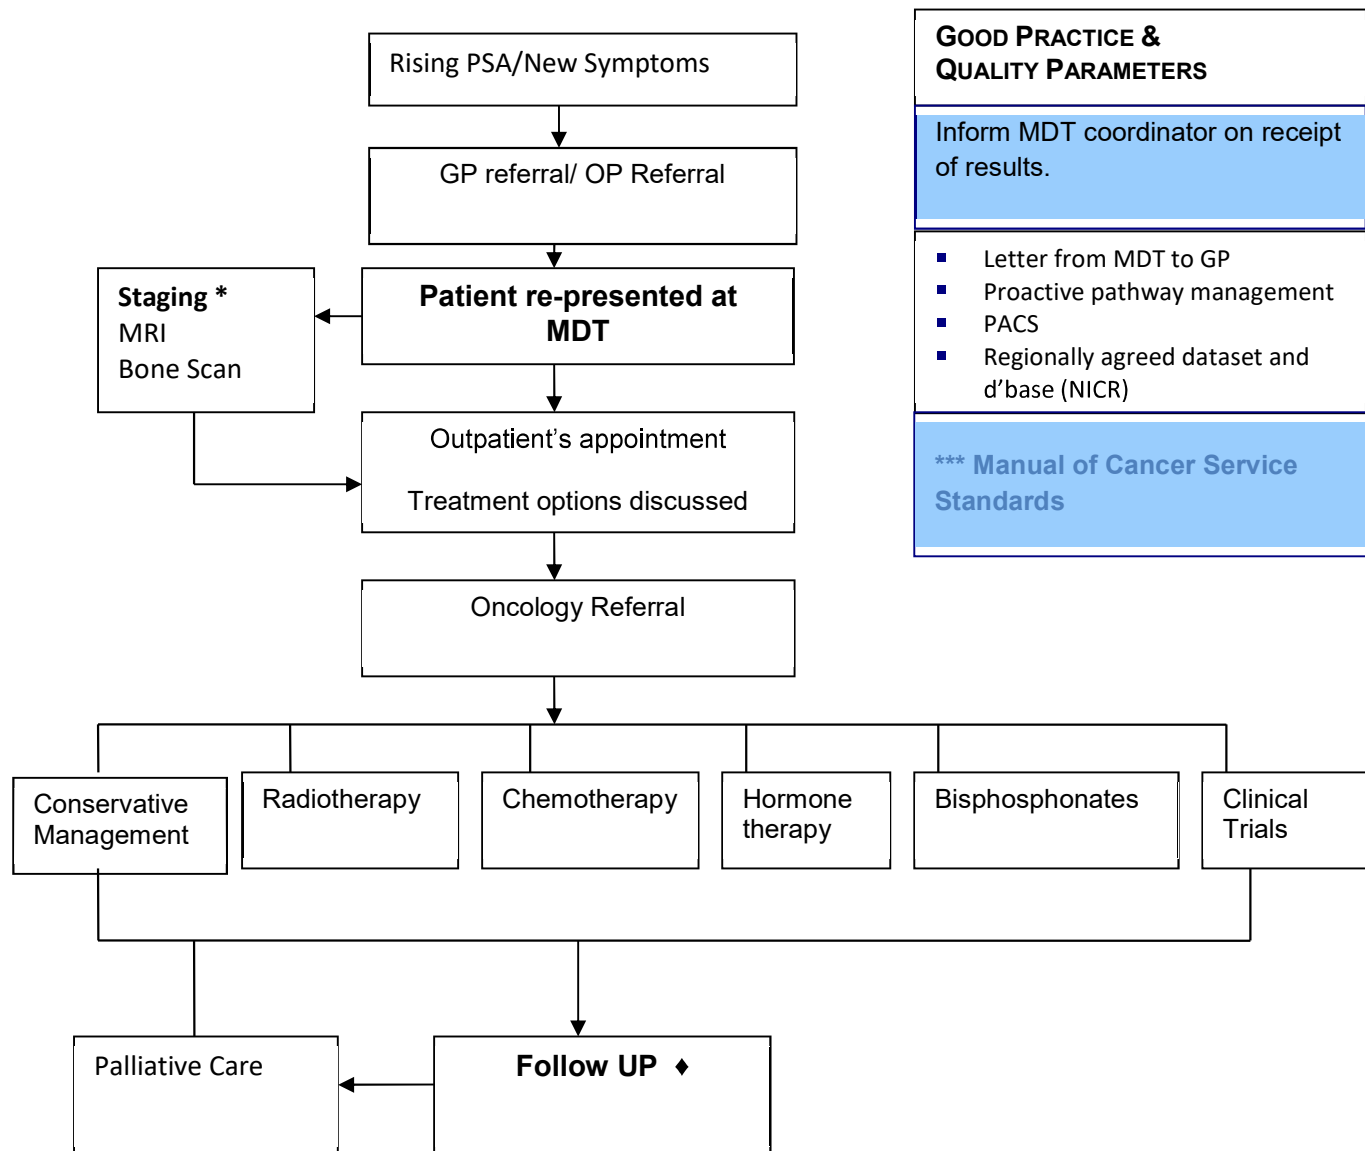 Rising PSA/New Symptoms
GP referral/ OP Referral
Patient re-presented at
MDT
Staging *
MRI
Bone Scan
Outpatient’s appointment
Treatment options discussed
Oncology Referral
Conservative
Management
Radiotherapy
Chemotherapy
Hormone
therapy
Bisphosphonates
Clinical
Trials
Palliative Care
Follow UP ♦
GOOD PRACTICE &
QUALITY PARAMETERS
Inform MDT coordinator on receipt
of results.
▪ Letter from MDT to GP
▪ Proactive pathway management
▪ PACS
▪ Regionally agreed dataset and
d’base (NICR)
*** Manual of Cancer Service
Standards